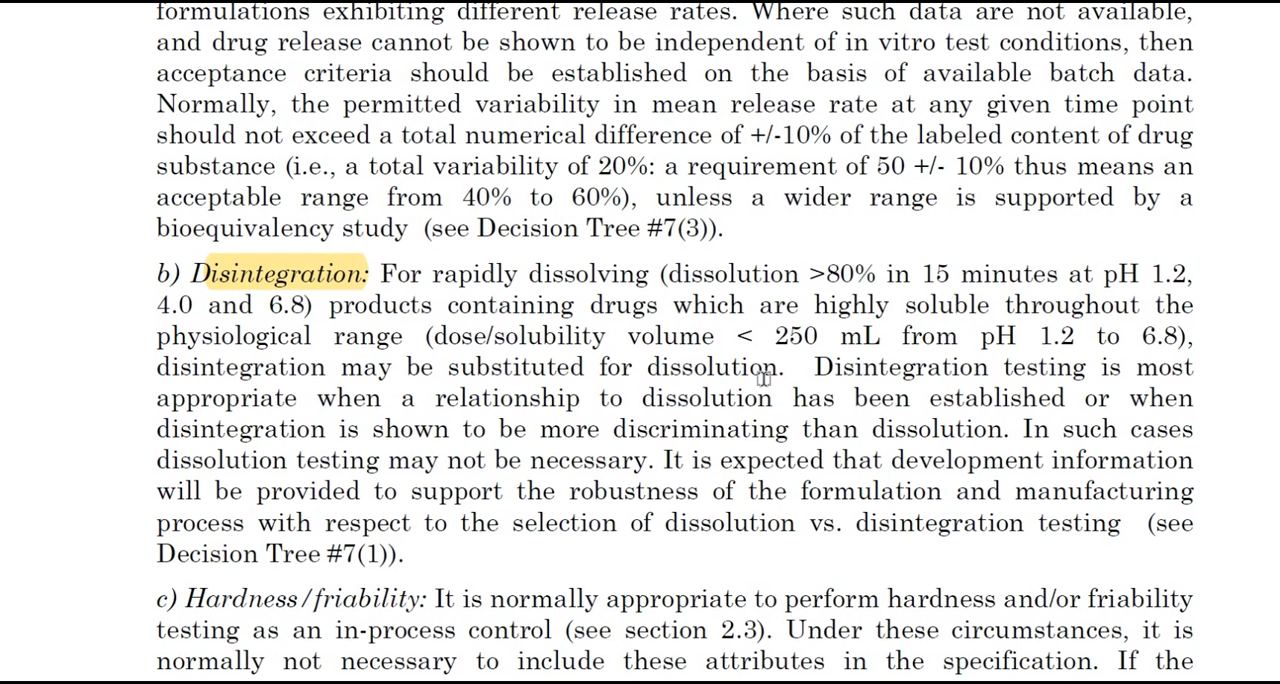 formulations exhibiting different release rates. Where such data are not available,
and drug release cannot be shown to be independent of in vitro test conditions, then
acceptance criteria should be established on the basis of available batch data.
Normally, the permitted variability in mean release rate at any given time point
should not exceed a total numerical difference of +/-10% of the labeled content of drug
substance (i.e., a total variability of 20%: a requirement of 50 +/- 10% thus means an
acceptable range from 40% to 60%), unless a wider range is supported by a
bioequivalency study (see Decision Tree #7(3)).
b) Disintegration: For rapidly dissolving (dissolution >80% in 15 minutes at pH 1.2,
4.0 and 6.8) products containing drugs which are highly soluble throughout the
physiological range (dose/solubility volume < 250 mL from pH 1.2 to 6.8),
disintegration may be substituted for dissolution. Disintegration testing is most
appropriate when a relationship to dissolution has been established or when
disintegration is shown to be more discriminating than dissolution. In such cases
dissolution testing may not be necessary. It is expected that development information
will be provided to support the robustness of the formulation and manufacturing
process with respect to the selection of dissolution vs. disintegration testing (see
Decision Tree #7(1)).
c) Hardness/friability: It is normally appropriate to perform hardness and/or friability
testing as an in-process control (see section 2.3). Under these circumstances, it is
normally not necessary to include these attributes in the specification. If the